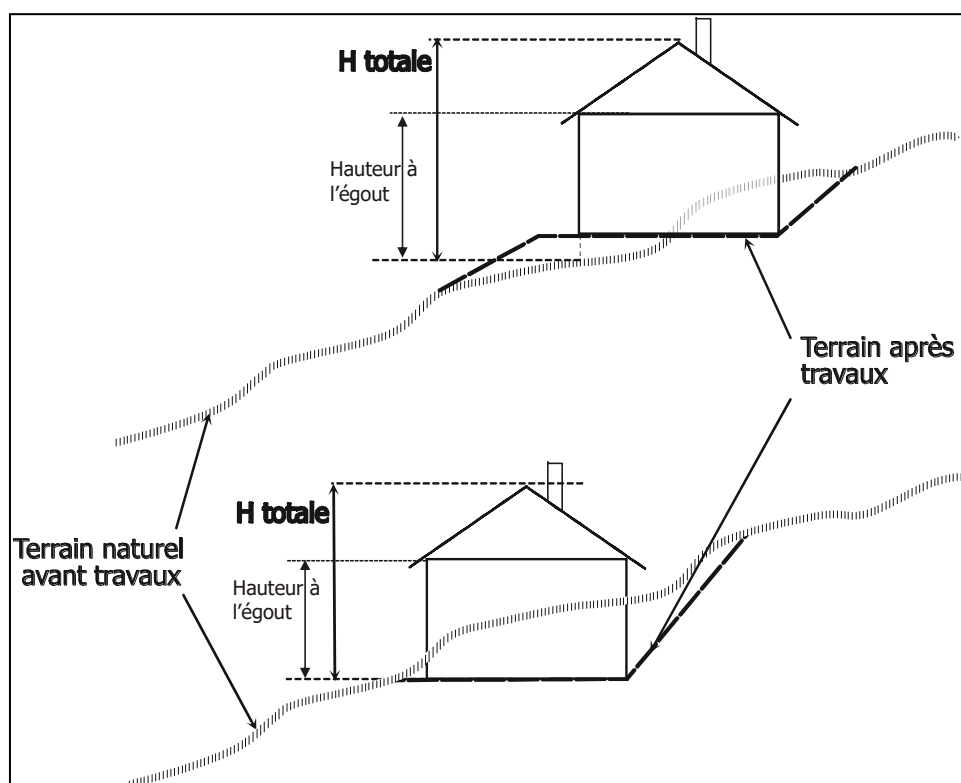 H totale
Hauteur à
l'égout
Terrain après
travaux
H totale
Terrain naturel
avant travaux
Hauteur à
l'égout